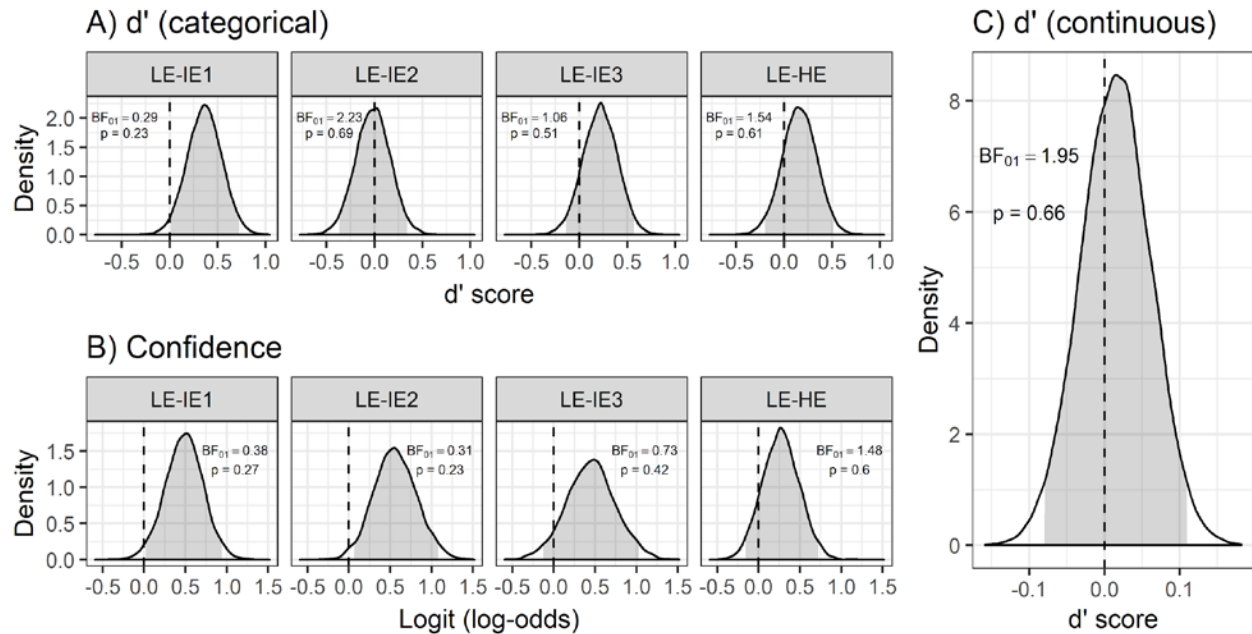 A) d' (categorical)
LE-IE1 LE-IE2 LE-IE3 LE-HE
Density
2.0
1.5
1.0
0.5
0.0
BF01 = 0.29
p = 0.23
BF01 = 2.23
p = 0.69
BF01 = 1.06
p = 0.51
BF01 = 1.54
p = 0.61
-0.5 0.0 0.5 1.0 -0.5 0.0 0.5 1.0 -0.5 0.0 0.5 1.0 -0.5 0.0 0.5 1.0
d' score
B) Confidence
LE-IE1 LE-IE2 LE-IE3 LE-HE
Density
1.5
1.0
0.5
0.0
BF01 = 0.38
p = 0.27
BF01 = 0.31
p = 0.23
BF01 = 0.73
p = 0.42
BF01 = 1.48
p = 0.6
-0.5 0.0 0.5 1.0 1.5 -0.5 0.0 0.5 1.0 1.5 -0.5 0.0 0.5 1.0 1.5 -0.5 0.0 0.5 1.0 1.5
Logit (log-odds)
C) d' (continuous)
Density
8
6
4
2
0
BF01 = 1.95
p = 0.66
-0.1 0.0 0.1
d' score